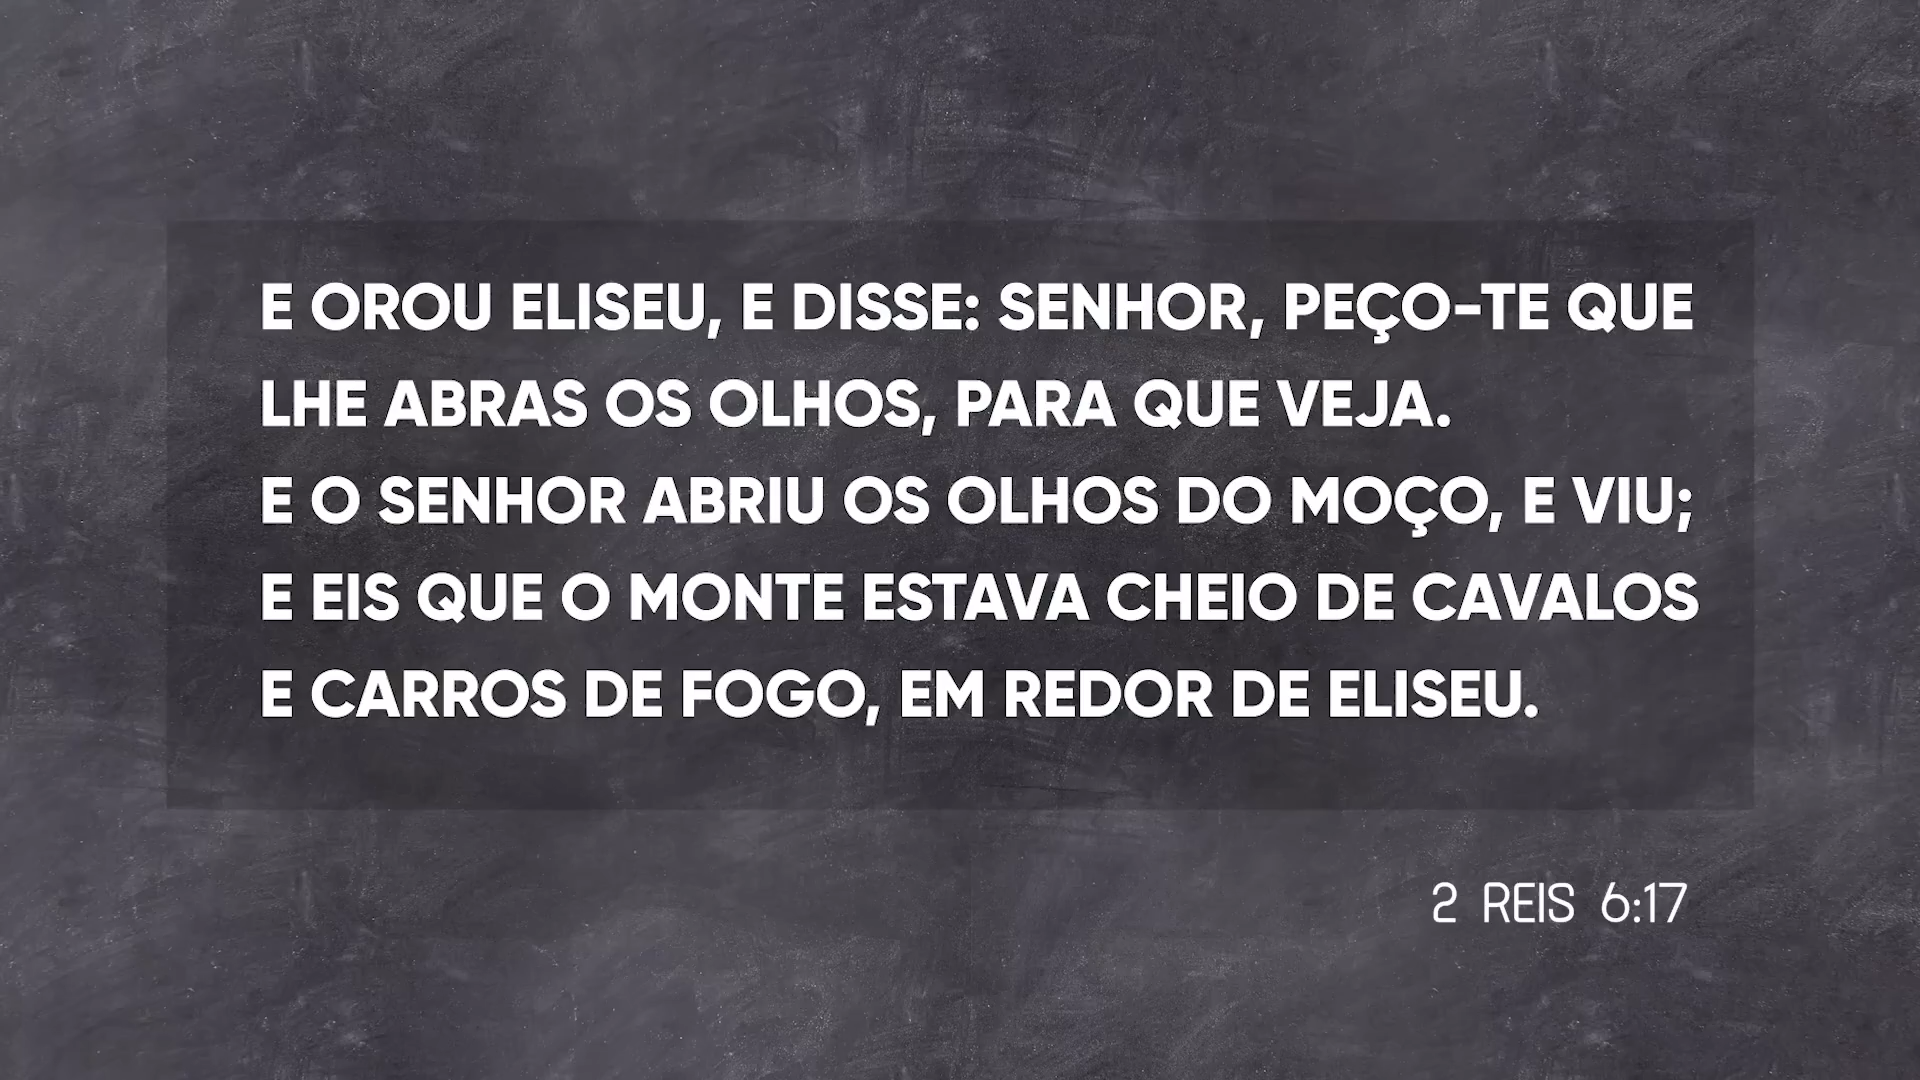 E OROU ELISEU, E DISSE: SENHOR, PEÇO-TE QUE
LHE ABRAS OS OLHOS, PARA QUE VEJA.
E O SENHOR ABRIU OS OLHOS DO MOÇO, E VIU;
E EIS QUE O MONTE ESTAVA CHEIO DE CAVALOS
E CARROS DE FOGO, EM REDOR DE ELISEU.
2 REIS 6:17